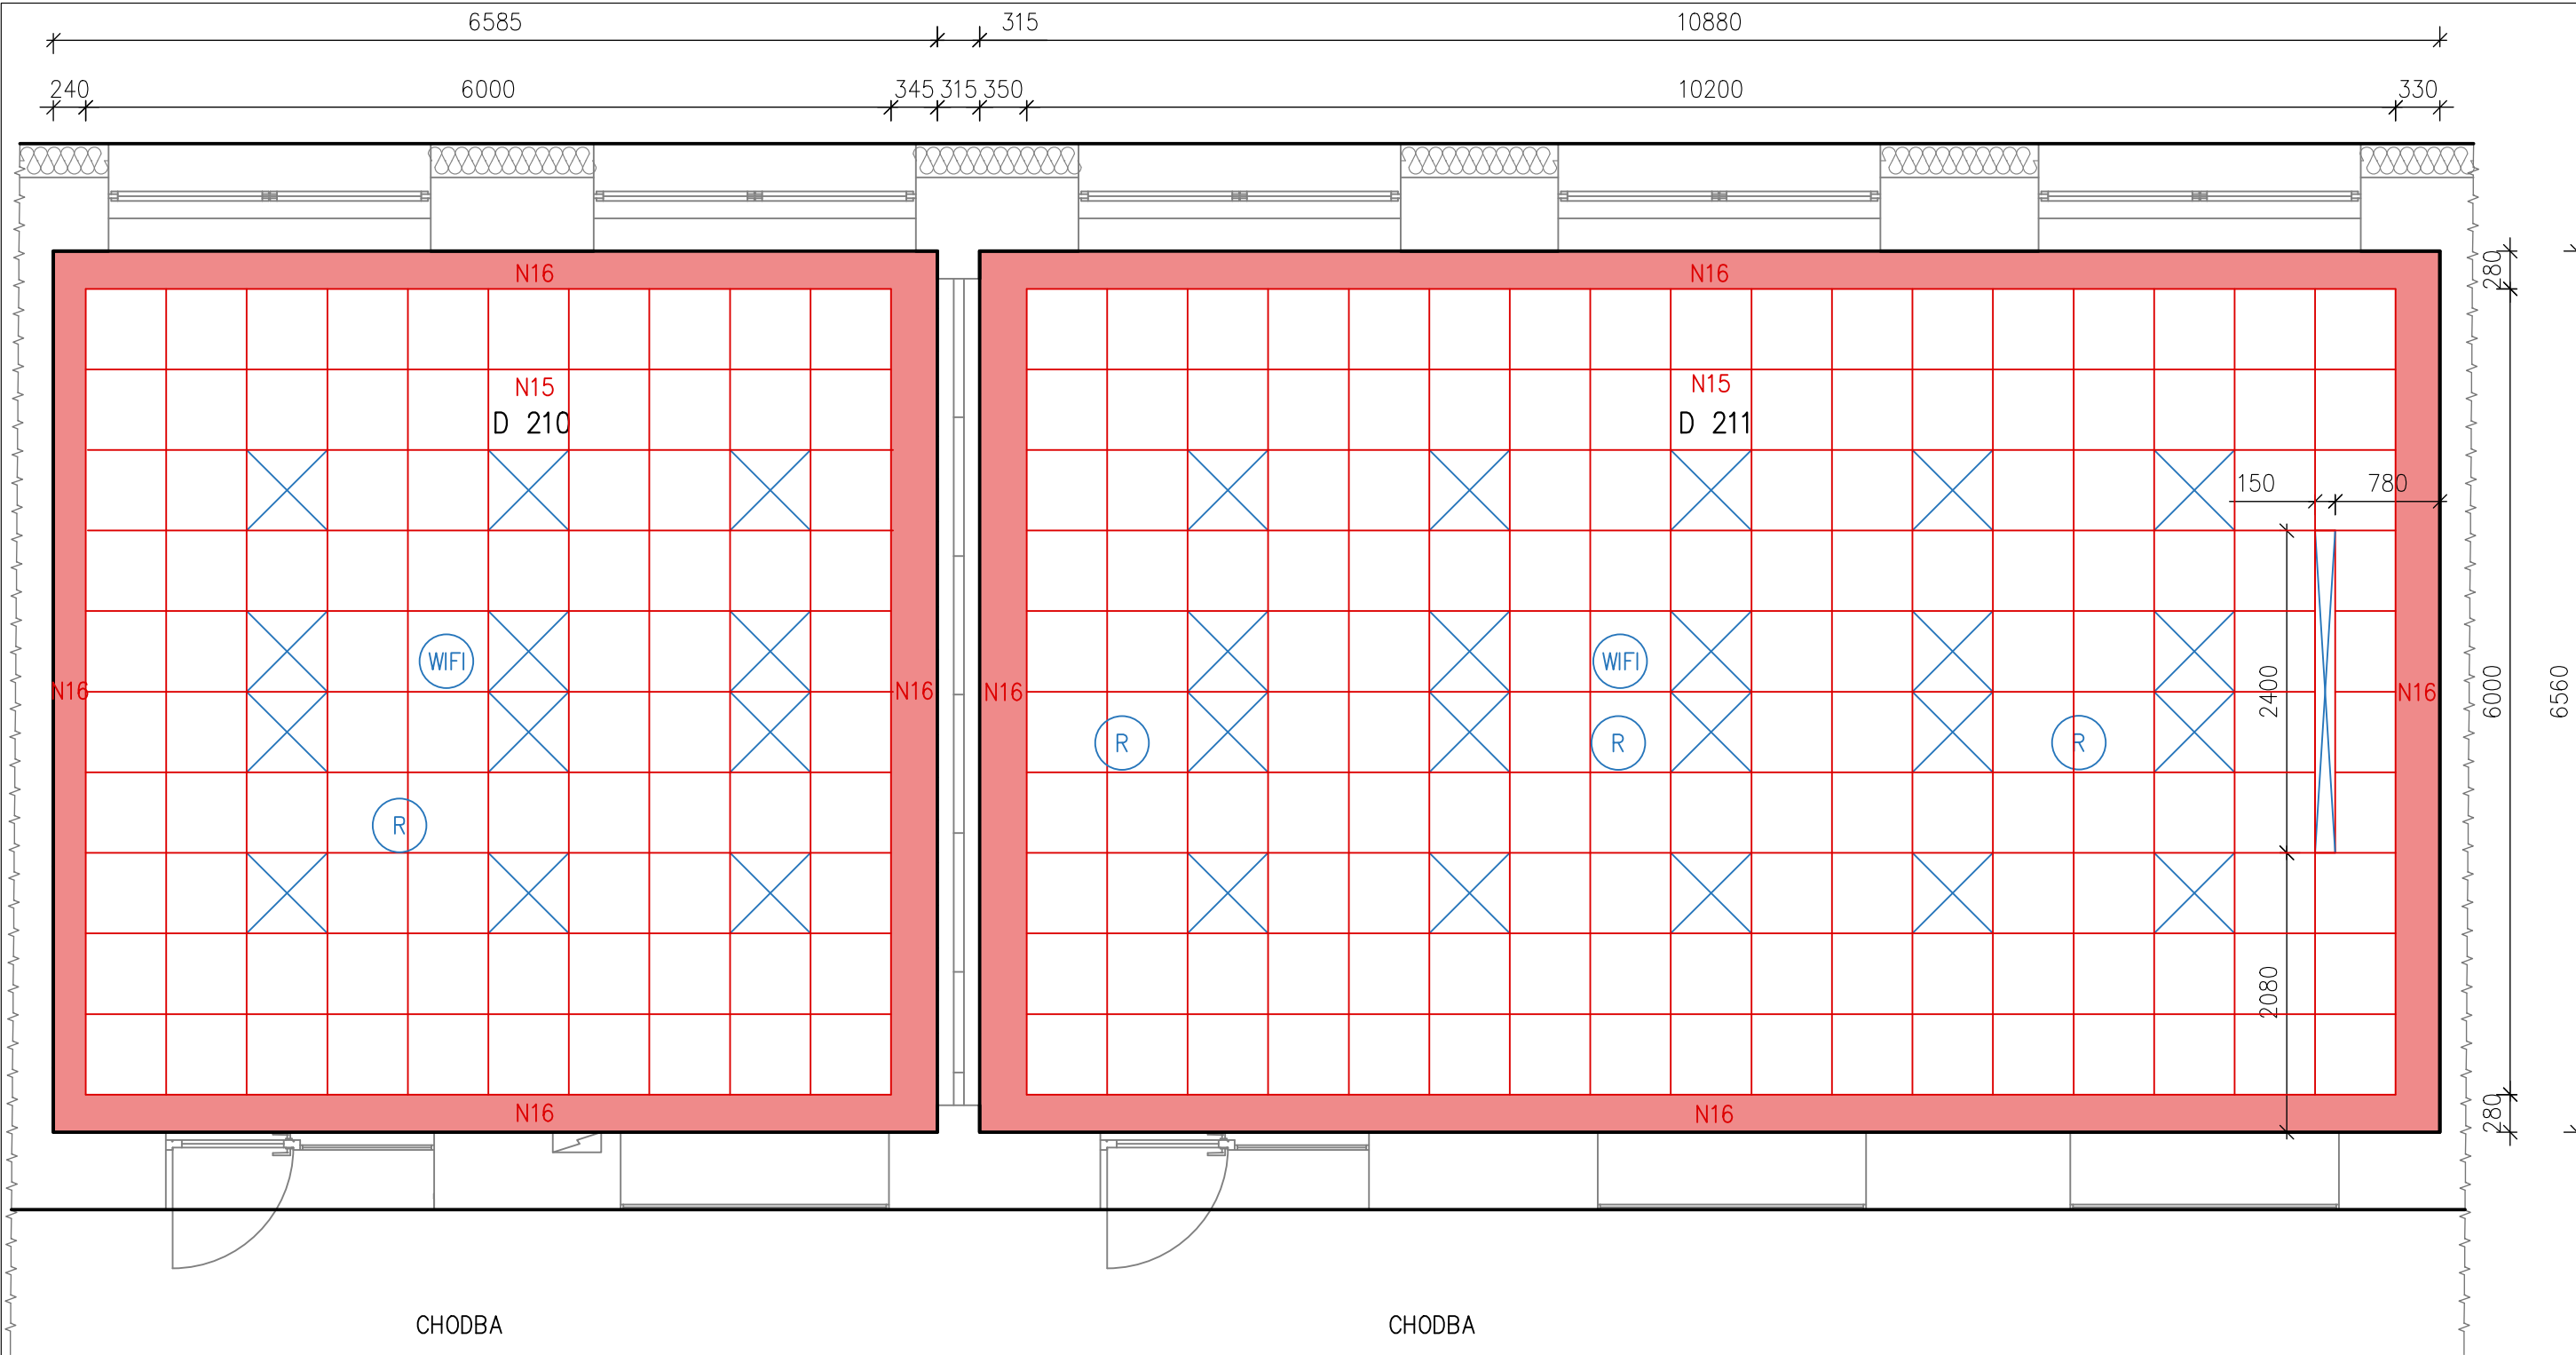 6585 315 10880
240 6000 345 315 350 10200 330
N16 N16
280
N15 N15
D 210 D 211
150 780
WIFI WIFI
N16 N16 N16 N16
2400 6000 6560
R R R
R
2080
280
N16 N16
CHODBA CHODBA